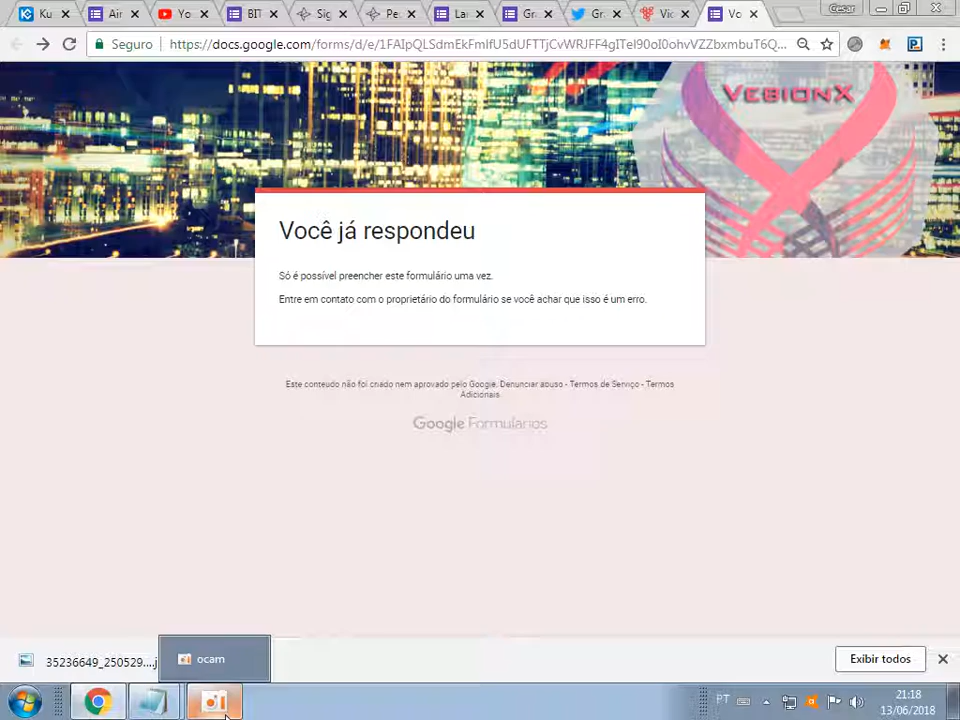 Ku
Air
Yo
BIT
Sig
Pe
La
Gr
Gr
Vic
Vo
Cesar
Seguro
https://docs.google.com/forms/d/e/1FAIpQLSdmEkFmlfU5dUFTTjCvWRJFF4gITel90oI0ohvVZZbxmbuT6Q...
VEBIONX
Você já respondeu
Só é possível preencher este formulário uma vez.
Entre em contato com o proprietário do formulário se você achar que isso é um erro.
Este conteúdo não foi criado nem aprovado pelo Google. Denunciar abuso - Termos de Serviço - Termos
Adicionais
Google Formulários
35236649_250529....j
ocam
Exibir todos
PT
21:18
13/06/2018